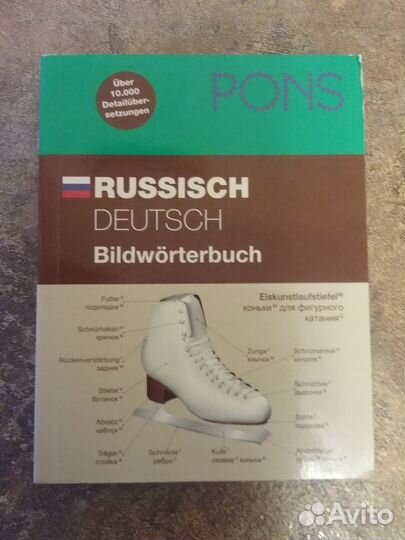 Über
10.000
Detailüber-
setzungen
PONS
RUSSISCH
DEUTSCH
Bildwörterbuch
Futter
подкладка
Schnürhaken
крючок
Rückenverstärkung
задник
Stiefel
ботинок
Absatz
каблук
Träger
стойка
Schneide
ребро
Kufe
лезвие конька
Eiskunstlaufstiefel
коньки для фигурного
катания
Zunge
язычок
Schnürsenkel
шнурок
Schnüröse
дырочка
Sohle
подошва
Avito